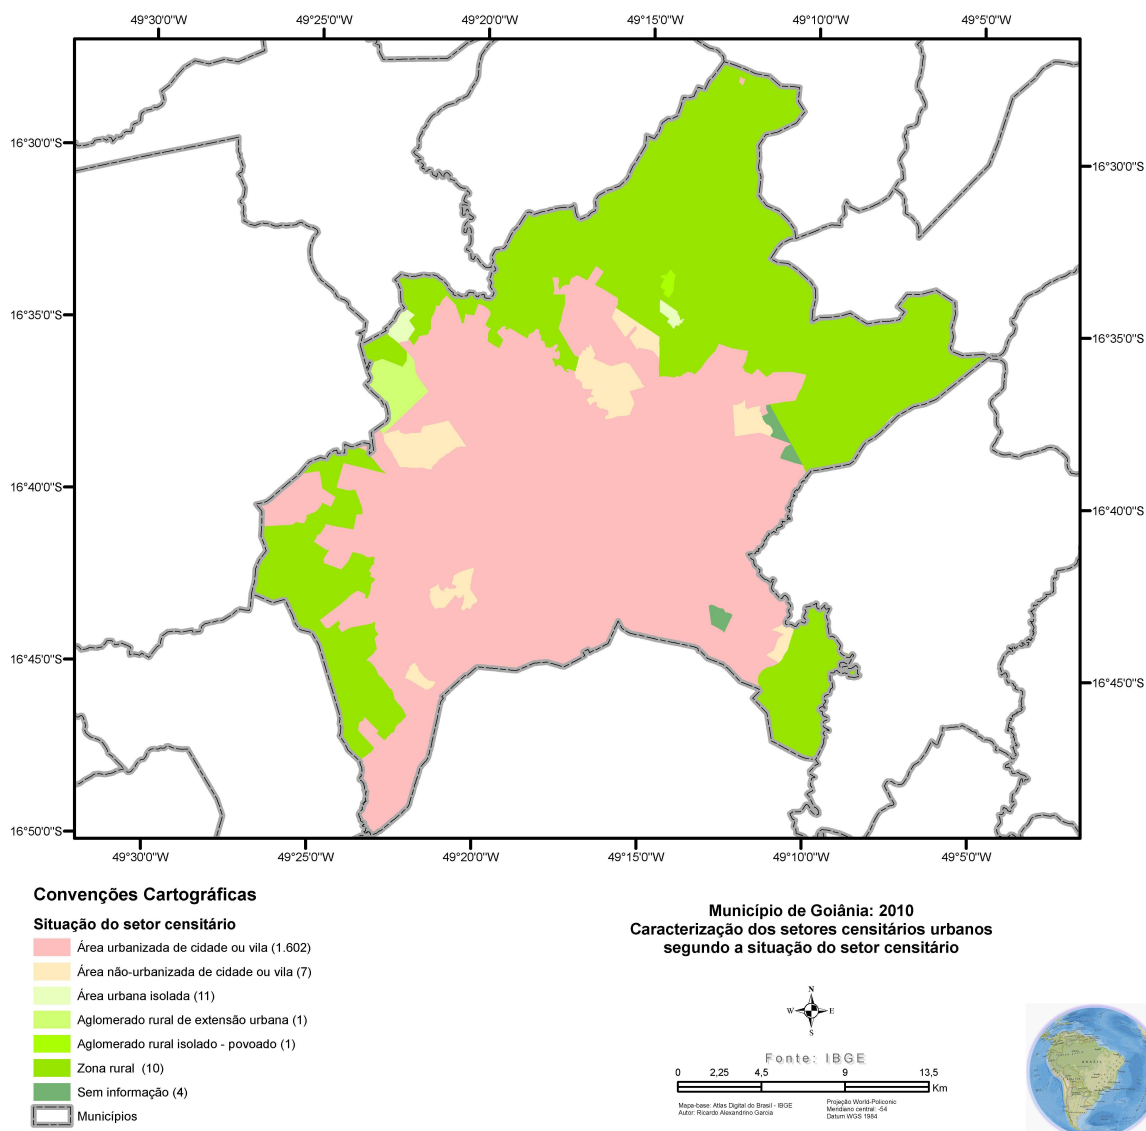 49°30'0"W 49°25'0"W 49°20'0"W 49°15'0"W 49°10'0"W 49°5'0"W
16°30'0"S 16°30'0"S
16°35'0"S 16°35'0"S
16°40'0"S 16°40'0"S
16°45'0"S 16°45'0"S
16°50'0"S
49°30'0"W 49°25'0"W 49°20'0"W 49°15'0"W 49°10'0"W 49°5'0"W
Convenções Cartográficas
Situação do setor censitário
Área urbanizada de cidade ou vila (1.602)
Área não-urbanizada de cidade ou vila (7)
Área urbana isolada (11)
Aglomerado rural de extensão urbana (1)
Aglomerado rural isolado - povoado (1)
Zona rural (10)
Sem informação (4)
Municípios
Município de Goiânia: 2010
Caracterização dos setores censitários urbanos
segundo a situação do setor censitário
N
W E
S
Fonte: IBGE
0 2,25 4,5 9 13,5
Km
Mapa-base: Atlas Digital do Brasil - IBGE
Autor: Ricardo Alexandrino Garcia
Projeção World-Policonic
Meridiano central: -54
Datum WGS 1984